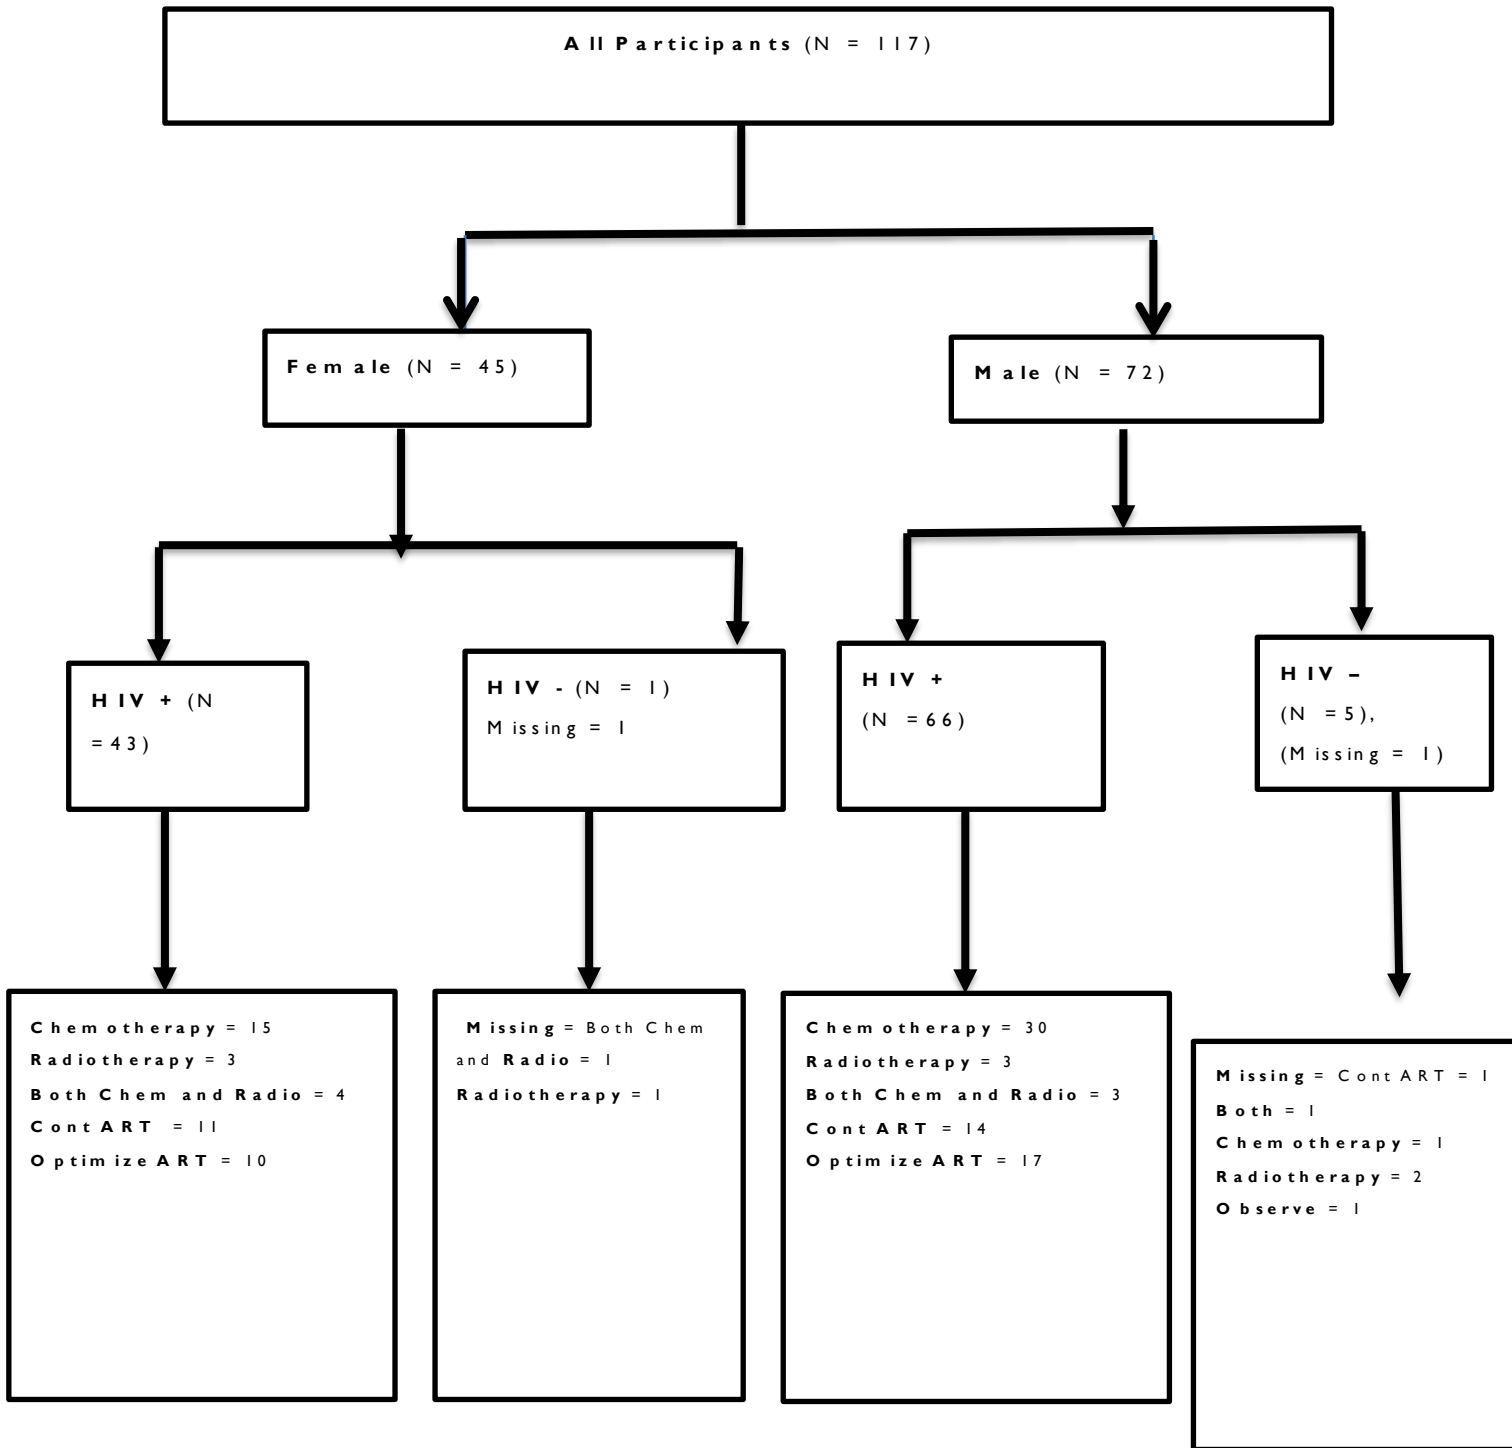 All Participants (N = 117)
Female (N = 45)
Male (N = 72)
HIV + (N
=43)
HIV - (N = 1)
Missing = 1
HIV +
(N =66)
HIV –
(N =5),
(Missing = 1)
Chemotherapy = 15
Radiotherapy = 3
Both Chem and Radio = 4
Cont ART = 11
Optimize ART = 10
Missing = Both Chem
and Radio = 1
Radiotherapy = 1
Chemotherapy = 30
Radiotherapy = 3
Both Chem and Radio = 3
Cont ART = 14
Optimize ART = 17
Missing = Cont ART = 1
Both = 1
Chemotherapy = 1
Radiotherapy = 2
Observe = 1